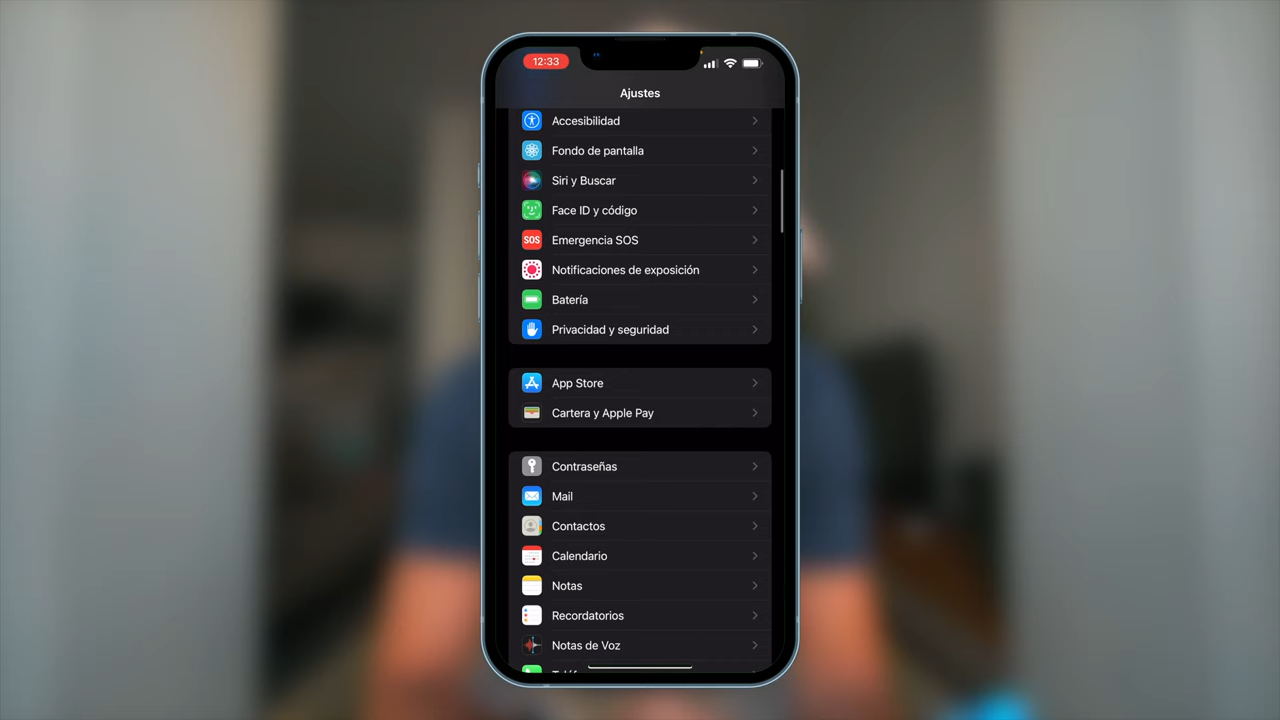 12:33
Ajustes
Accesibilidad
Fondo de pantalla
Siri y Buscar
Face ID y código
SOS Emergencia SOS
Notificaciones de exposición
Batería
Privacidad y seguridad
App Store
Cartera y Apple Pay
Contraseñas
Mail
Contactos
Calendario
Notas
Recordatorios
Notas de Voz